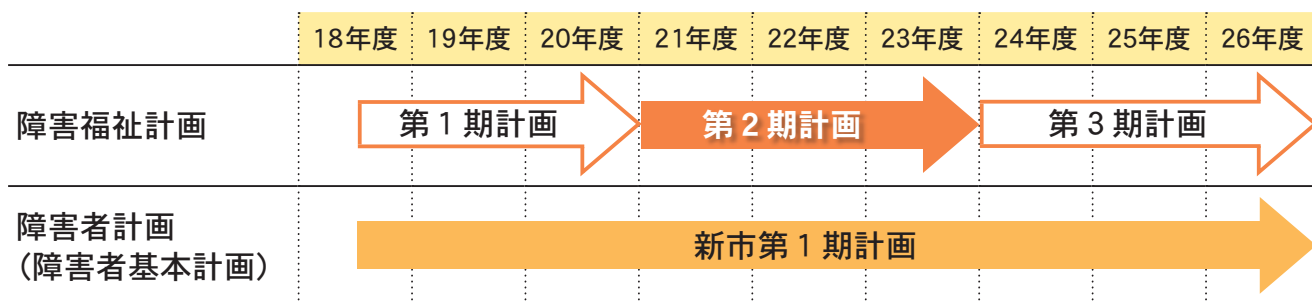 18年度 19年度 20年度 21年度 22年度 23年度 24年度 25年度 26年度
障害福祉計画 第1期計画 第2期計画 第3期計画
障害者計画
(障害者基本計画)
新市第1期計画